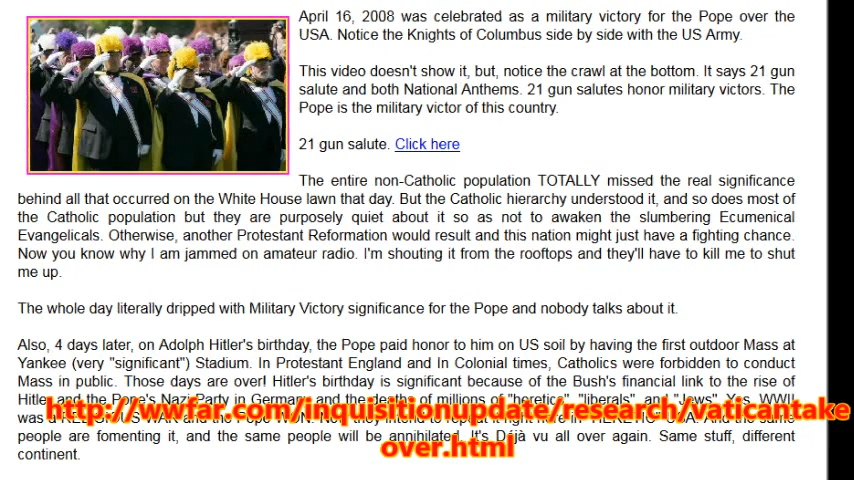 April 16, 2008 was celebrated as a military victory for the Pope over the
USA. Notice the Knights of Columbus side by side with the US Army.
This video doesn't show it, but, notice the crawl at the bottom. It says 21 gun
salute and both National Anthems. 21 gun salutes honor military victors. The
Pope is the military victor of this country.
21 gun salute. Click here
The entire non-Catholic population TOTALLY missed the real significance
behind all that occurred on the White House lawn that day. But the Catholic hierarchy understood it, and so does most of
the Catholic population but they are purposely quiet about it so as not to awaken the slumbering Ecumenical
Evangelicals. Otherwise, another Protestant Reformation would result and this nation might just have a fighting chance.
Now you know why I am jammed on amateur radio. I'm shouting it from the rooftops and they'll have to kill me to shut
me up.
The whole day literally dripped with Military Victory significance for the Pope and nobody talks about it.
Also, 4 days later, on Adolph Hitler's birthday, the Pope paid honor to him on US soil by having the first outdoor Mass at
Yankee (very "significant") Stadium. In Protestant England and In Colonial times, Catholics were forbidden to conduct
Mass in public. Those days are over! Hitler's birthday is significant because of the Bush's financial link to the rise of
Hitler and the Pope's Nazi Party in Germany and the deaths of millions of "heretics", "liberals", and "Jews". Yes, WWII
was a RELIGIOUS WAR and the Pope WON. And the same
people are fomenting it, and the same people will be annihilated. It's Déjà vu all over again. Same stuff, different
continent.
http://wwfar.com/inquisitionupdate/research/vaticantake
over.html